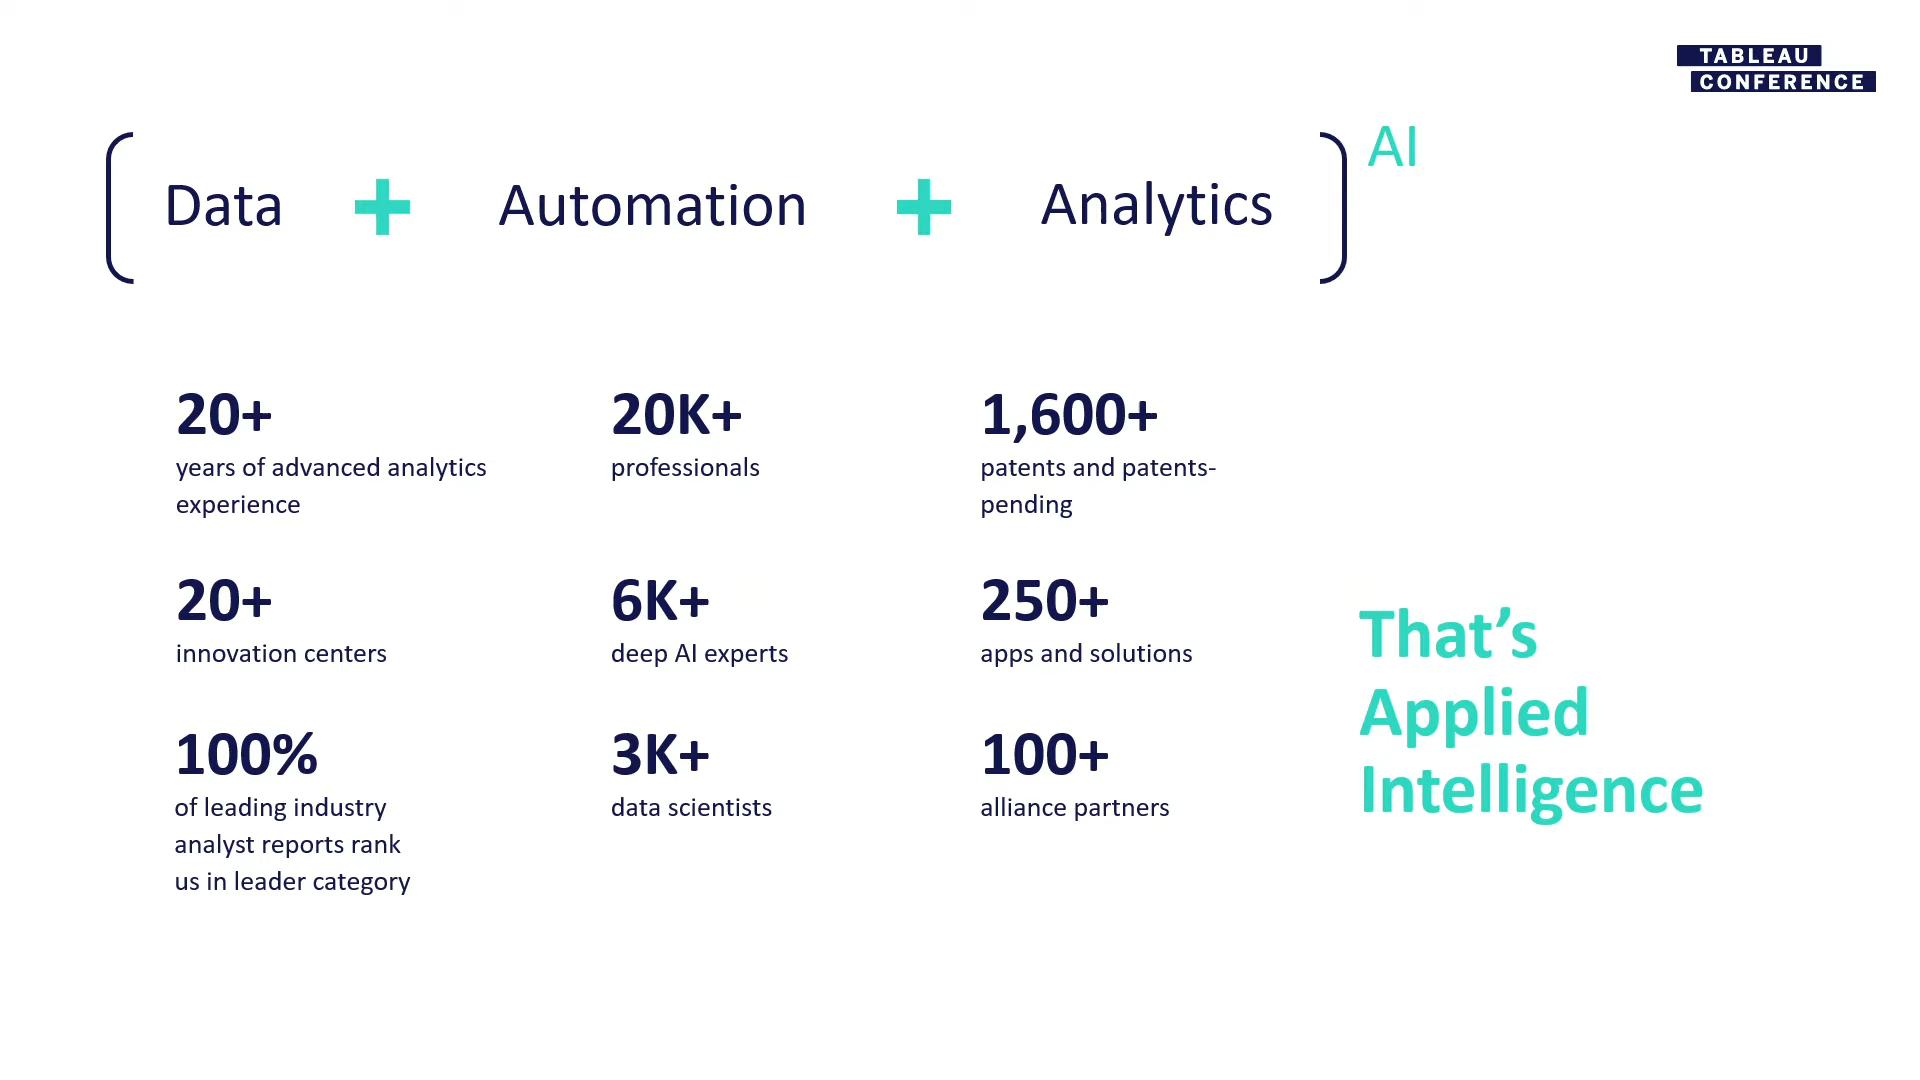 TABLEAU
CONFERENCE
Data + Automation + Analytics AI
20+
years of advanced analytics
experience
20K+
professionals
1,600+
patents and patents-
pending
20+
innovation centers
6K+
deep AI experts
250+
apps and solutions
100%
of leading industry
analyst reports rank
us in leader category
3K+
data scientists
100+
alliance partners
That’s
Applied
Intelligence